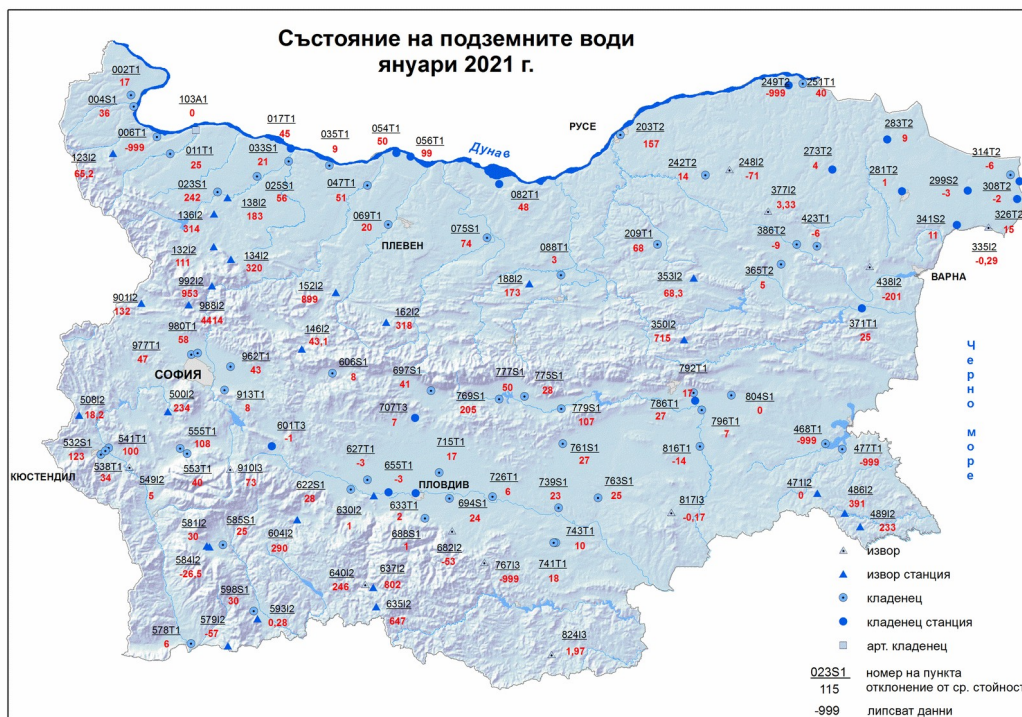 Състояние на подземните води
януари 2021 г.
002T1
17
004S1
36
103A1
0
006T1
-999
011T1
25
123I2
65,2
017T1
45
033S1
21
035T1
9
054T1
50
056T1
99
Дунав
023S1
242
025S1
56
047T1
51
138I2
183
136I2
314
132I2
111
134I2
320
069T1
20
ПЛЕВЕН
075S1
74
082T1
48
088T1
3
РУСЕ
203T2
157
249T2
-999
251T1
40
283T2
9
314T2
-6
242T2
14
248I2
-71
273T2
4
281T2
1
299S2
-3
308T2
-2
377I2
3,33
326T2
15
423T1
-6
386T2
-9
341S2
11
335I2
-0,29
209T1
68
365T2
5
353I2
68,3
438I2
-201
ВАРНА
371T1
25
350I2
715
992I2
953
988I2
4414
901I2
132
152I2
899
188I2
173
162I2
318
146I2
43,1
980T1
58
977T1
47
СОФИЯ
962T1
43
606S1
8
697S1
41
777S1
50
775S1
28
769S1
205
779S1
107
792T1
17
786T1
27
804S1
0
796T1
7
Черно море
913T1
8
500I2
234
508I2
18,2
707T3
7
601T3
-1
532S1
123
541T1
100
555T1
108
КЮСТЕНДИЛ
538T1
34
549I2
5
553T1
40
910I3
73
627T1
-3
655T1
-3
715T1
17
ПЛОВДИВ
761S1
27
816T1
-14
468T1
-999
477T1
-999
471I2
0
486I2
391
489I2
233
622S1
28
630I2
1
633T1
2
694S1
24
726T1
6
739S1
23
763S1
25
817I3
-0,17
581I2
30
585S1
25
604I2
290
688S1
1
682I2
-53
743T1
10
741T1
18
767I3
-999
584I2
-26,5
598S1
30
640I2
246
637I2
802
635I2
647
593I2
0,28
579I2
-57
578T1
6
824I3
1,97
извор
извор станция
кладенец
кладенец станция
арт. кладенец
023S1 номер на пункта
115 отклонение от ср. стойност
-999 липсват данни